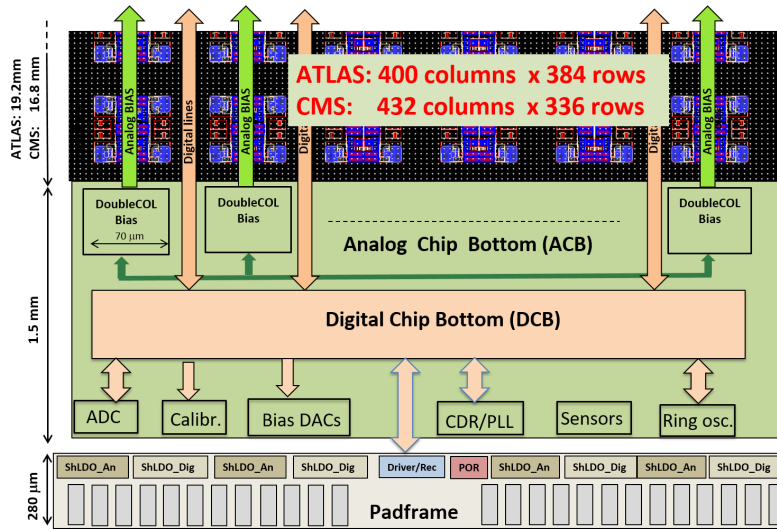 ATLAS: 19.2mm
CMS: 16.8 mm
Analog BIAS
Digital lines
Analog BIAS
Digital
Digital
Analog BIAS
ATLAS: 400 columns x 384 rows
CMS: 432 columns x 336 rows
DoubleCOL
Bias
70 µm
DoubleCOL
Bias
DoubleCOL
Bias
Analog Chip Bottom (ACB)
1.5 mm
Digital Chip Bottom (DCB)
ADC
Calibr.
Bias DACs
CDR/PLL
Sensors
Ring osc.
280 µm
ShLDO_An
ShLDO_Dig
ShLDO_An
ShLDO_Dig
Driver/Rec
POR
ShLDO_An
ShLDO_Dig
ShLDO_An
ShLDO_Dig
Padframe